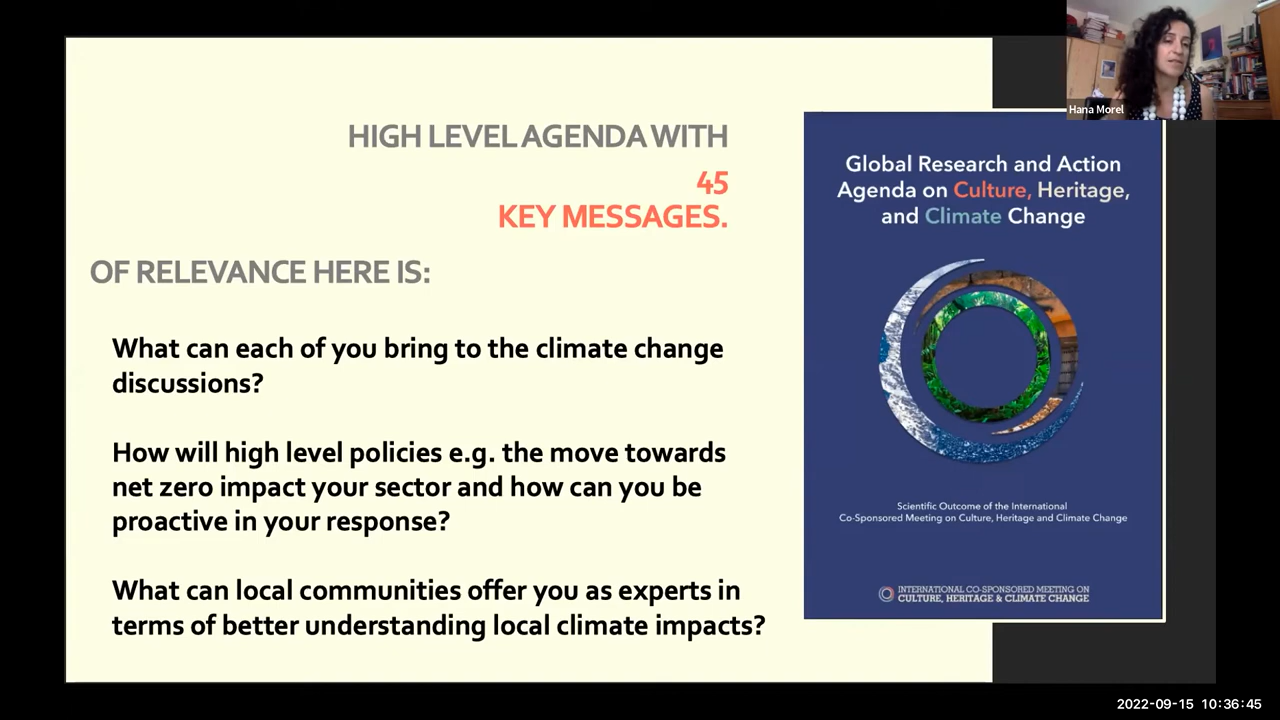 HIGH LEVEL AGENDA WITH
45
KEY MESSAGES.
OF RELEVANCE HERE IS:
What can each of you bring to the climate change
discussions?
How will high level policies e.g. the move towards
net zero impact your sector and how can you be
proactive in your response?
What can local communities offer you as experts in
terms of better understanding local climate impacts?
Global Research and Action
Agenda on Culture, Heritage,
and Climate Change
Scientific Outcome of the International
Co-Sponsored Meeting on Culture, Heritage and Climate Change
INTERNATIONAL CO-SPONSORED MEETING ON
CULTURE, HERITAGE & CLIMATE CHANGE
Hana Morel
2022-09-15 10:36:45